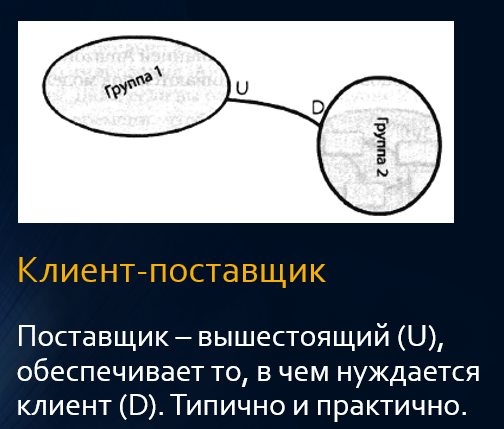 Группа 1
U
D
Группа 2
Клиент-поставщик
Поставщик – вышестоящий (U),
обеспечивает то, в чем нуждается
клиент (D). Типично и практично.